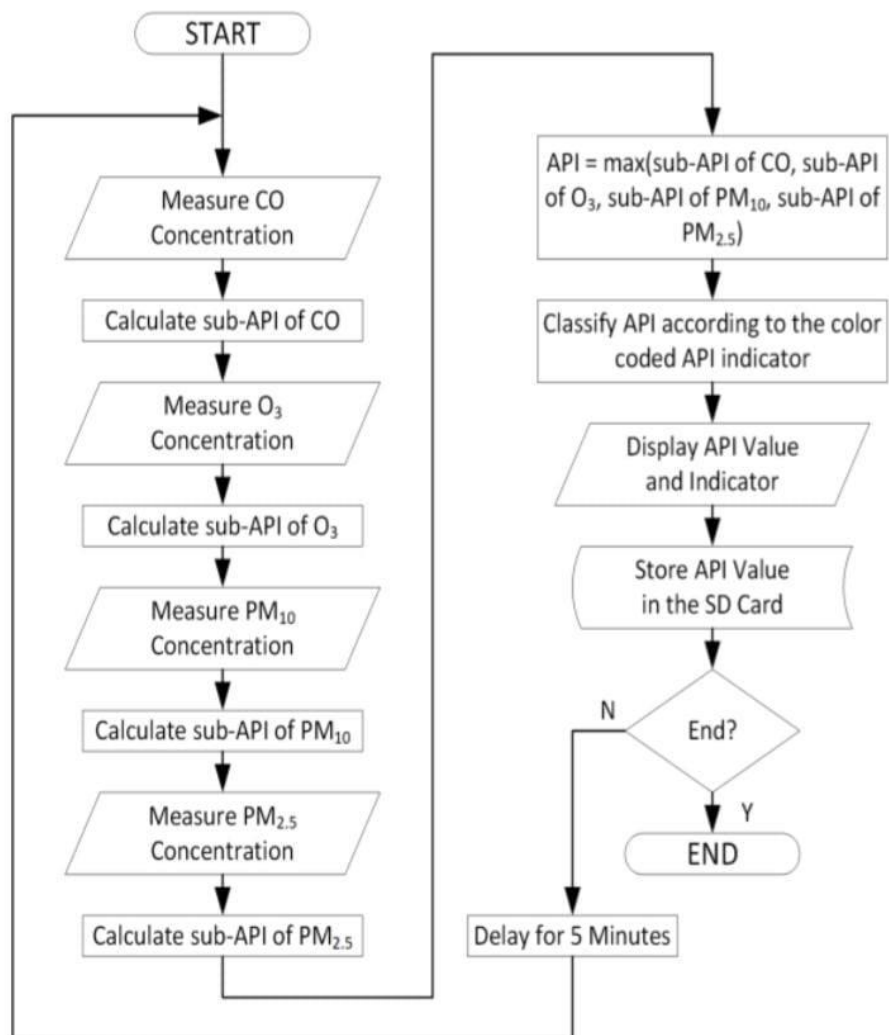 START
Measure CO
Concentration
Calculate sub-API of CO
Measure O₃
Concentration
Calculate sub-API of O₃
Measure PM₁₀
Concentration
Calculate sub-API of PM₁₀
Measure PM₂.₅
Concentration
Calculate sub-API of PM₂.₅
API = max(sub-API of CO, sub-API
of O₃, sub-API of PM₁₀, sub-API of
PM₂.₅)
Classify API according to the color
coded API indicator
Display API Value
and Indicator
Store API Value
in the SD Card
End?
N
Y
END
Delay for 5 Minutes